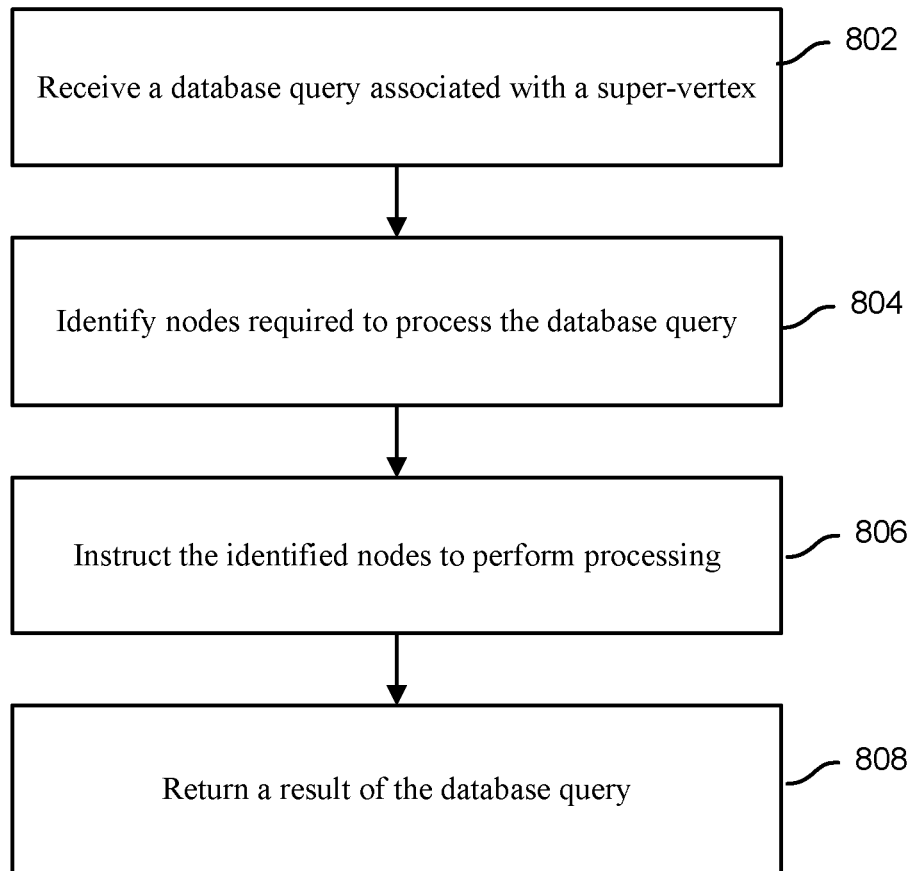 802
Receive a database query associated with a super-vertex
804
Identify nodes required to process the database query
806
Instruct the identified nodes to perform processing
808
Return a result of the database query